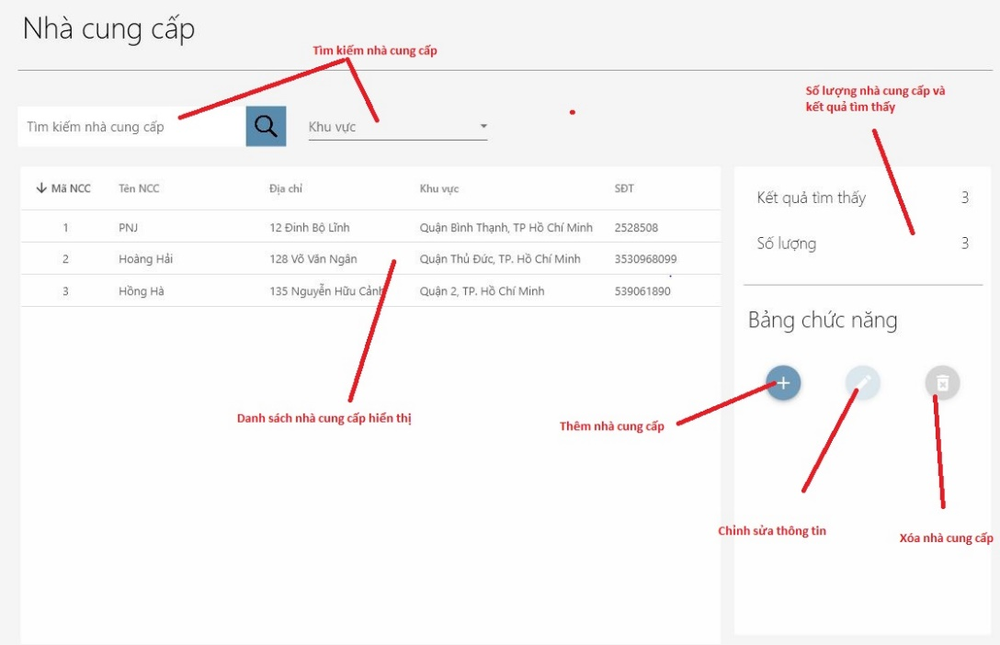 Nhà cung cấp
Tìm kiếm nhà cung cấp
Số lượng nhà cung cấp và
kết quả tìm thấy
Tìm kiếm nhà cung cấp
Khu vực
Mã NCC Tên NCC Địa chỉ Khu vực SĐT
1 PNJ 12 Đinh Bộ Lĩnh Quận Bình Thạnh, TP Hồ Chí Minh 2528508
2 Hoàng Hải 128 Võ Văn Ngân Quận Thủ Đức, TP. Hồ Chí Minh 3530968099
3 Hồng Hà 135 Nguyễn Hữu Cảnh Quận 2, TP. Hồ Chí Minh 539061890
Kết quả tìm thấy 3
Số lượng 3
Bảng chức năng
Danh sách nhà cung cấp hiển thị
Thêm nhà cung cấp
Chỉnh sửa thông tin
Xóa nhà cung cấp